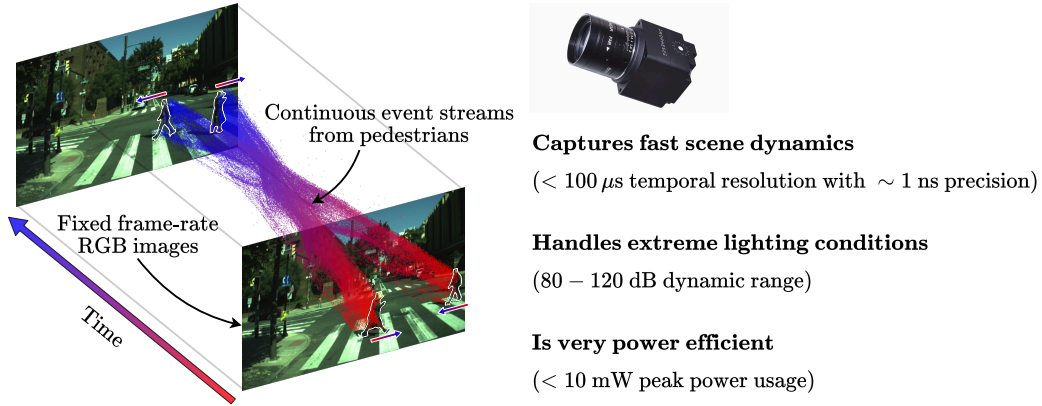 Continuous event streams
from pedestrians
Fixed frame-rate
RGB images
Time
Captures fast scene dynamics
(< 100 μs temporal resolution with ∼ 1 ns precision)
Handles extreme lighting conditions
(80 − 120 dB dynamic range)
Is very power efficient
(< 10 mW peak power usage)